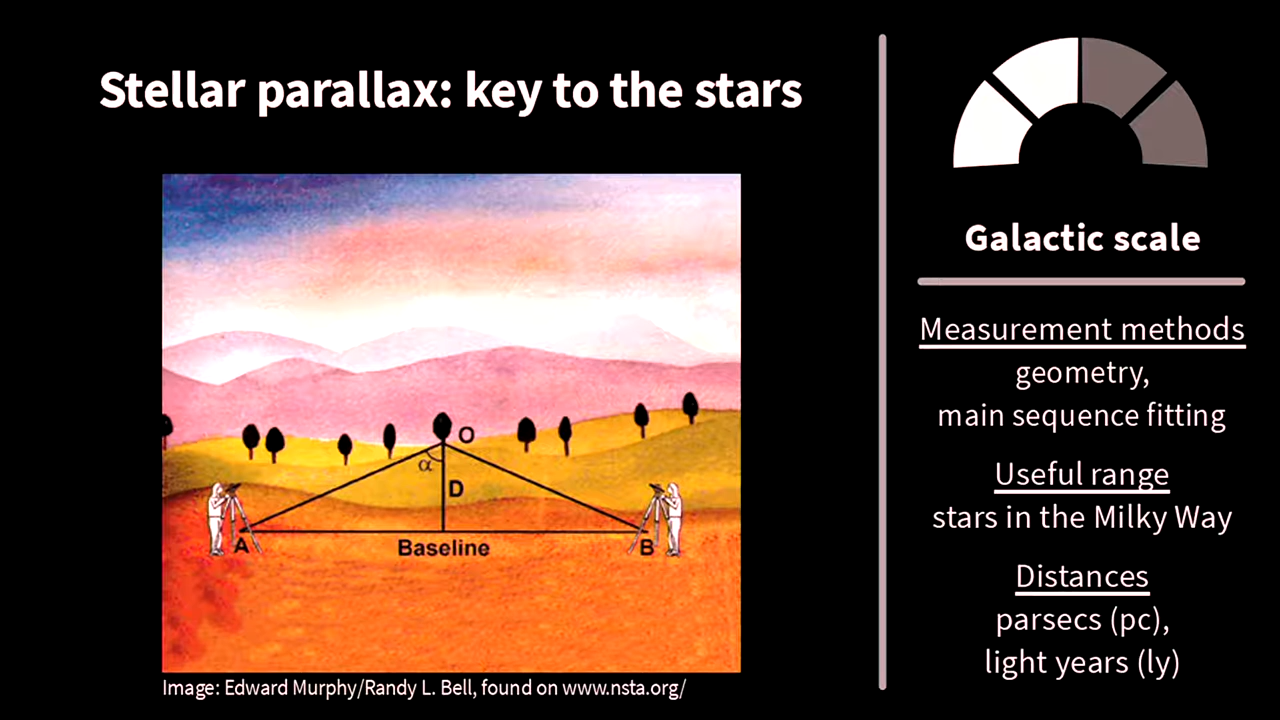 Stellar parallax: key to the stars
O
α
D
A
Baseline
B
Image: Edward Murphy/Randy L. Bell, found on www.nsta.org/
Galactic scale
Measurement methods
geometry,
main sequence fitting
Useful range
stars in the Milky Way
Distances
parsecs (pc),
light years (ly)